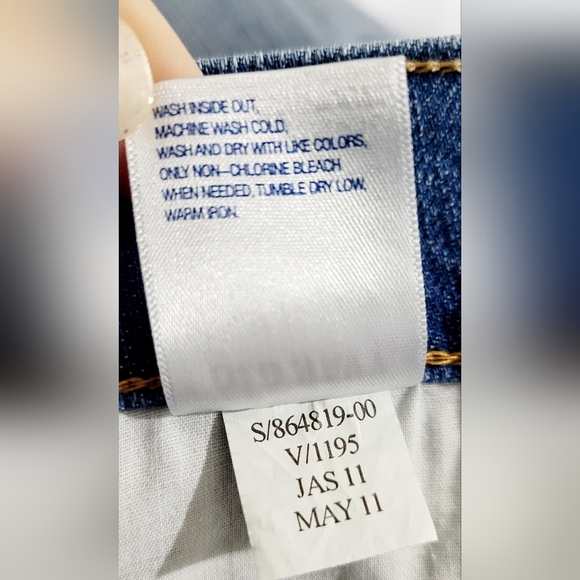 WASH INSIDE OUT,
MACHINE WASH COLD,
WASH AND DRY WITH LIKE COLORS,
ONLY NON-CHLORINE BLEACH
WHEN NEEDED, TUMBLE DRY LOW,
WARM IRON.
S/864819-00
V/1195
JAS 11
MAY 11